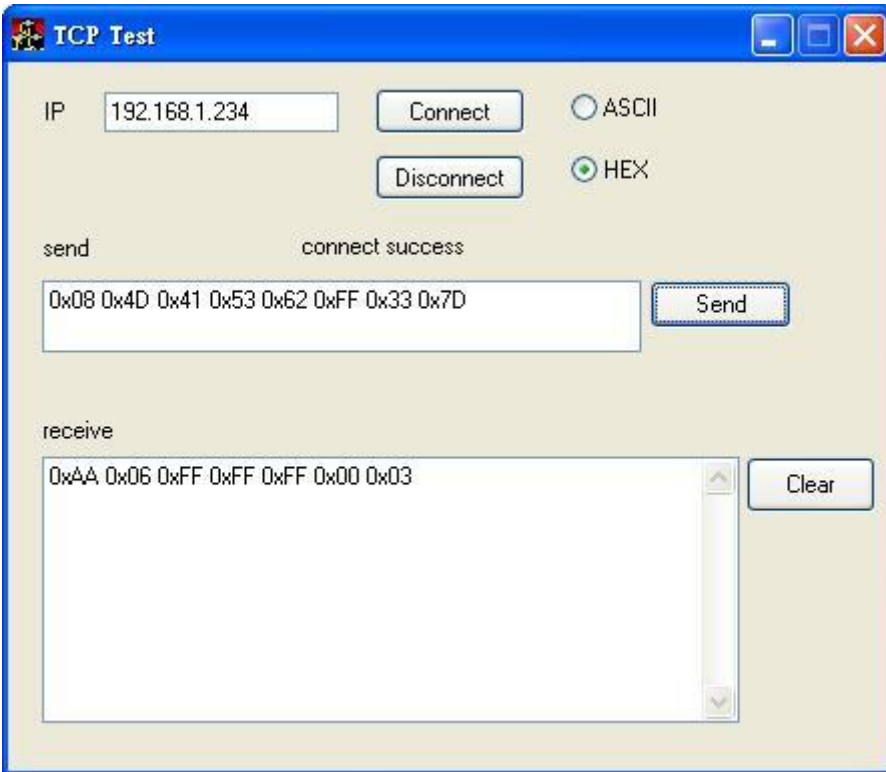 TCP Test
IP 192.168.1.234 Connect ASCII
Disconnect HEX
send connect success
0x08 0x4D 0x41 0x53 0x62 0xFF 0x33 0x7D Send
receive
0xAA 0x06 0xFF 0xFF 0xFF 0x00 0x03 Clear